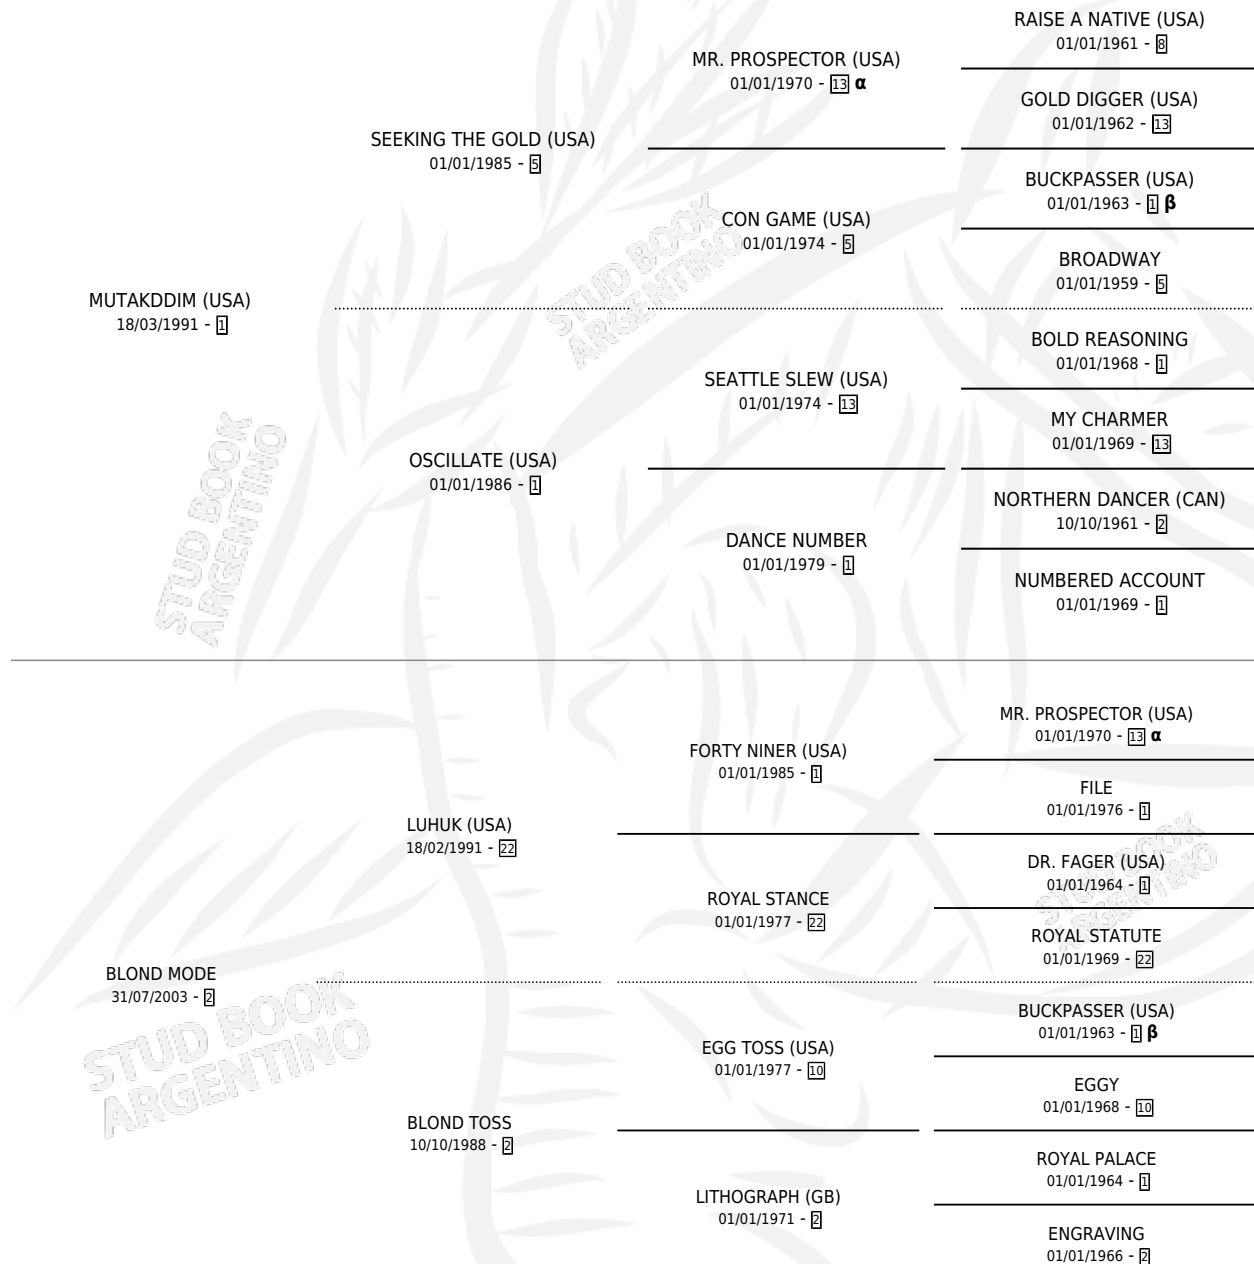 RAISE A NATIVE (USA)
01/01/1961 - 8
MR. PROSPECTOR (USA)
01/01/1970 - 13 α
GOLD DIGGER (USA)
01/01/1962 - 13
SEEKING THE GOLD (USA)
01/01/1985 - 5
BUCKPASSER (USA)
01/01/1963 - 1 β
CON GAME (USA)
01/01/1974 - 5
BROADWAY
01/01/1959 - 5
MUTAKDDIM (USA)
18/03/1991 - 1
BOLD REASONING
01/01/1968 - 1
SEATTLE SLEW (USA)
01/01/1974 - 13
MY CHARMER
01/01/1969 - 13
OSCILLATE (USA)
01/01/1986 - 1
NORTHERN DANCER (CAN)
10/10/1961 - 2
DANCE NUMBER
01/01/1979 - 1
NUMBERED ACCOUNT
01/01/1969 - 1
MR. PROSPECTOR (USA)
01/01/1970 - 13 α
FORTY NINER (USA)
01/01/1985 - 1
FILE
01/01/1976 - 1
LUHUK (USA)
18/02/1991 - 22
DR. FAGER (USA)
01/01/1964 - 1
ROYAL STANCE
01/01/1977 - 22
ROYAL STATUTE
01/01/1969 - 22
BLOND MODE
31/07/2003 - 2
BUCKPASSER (USA)
01/01/1963 - 1 β
EGG TOSS (USA)
01/01/1977 - 10
EGGY
01/01/1968 - 10
BLOND TOSS
10/10/1988 - 2
ROYAL PALACE
01/01/1964 - 1
LITHOGRAPH (GB)
01/01/1971 - 2
ENGRAVING
01/01/1966 - 2
STUD BOOK
ARGENTINO
STUD BOOK
ARGENTINO
STUD BOOK
ARGENTINO
STUD BOOK
ARGENTINO